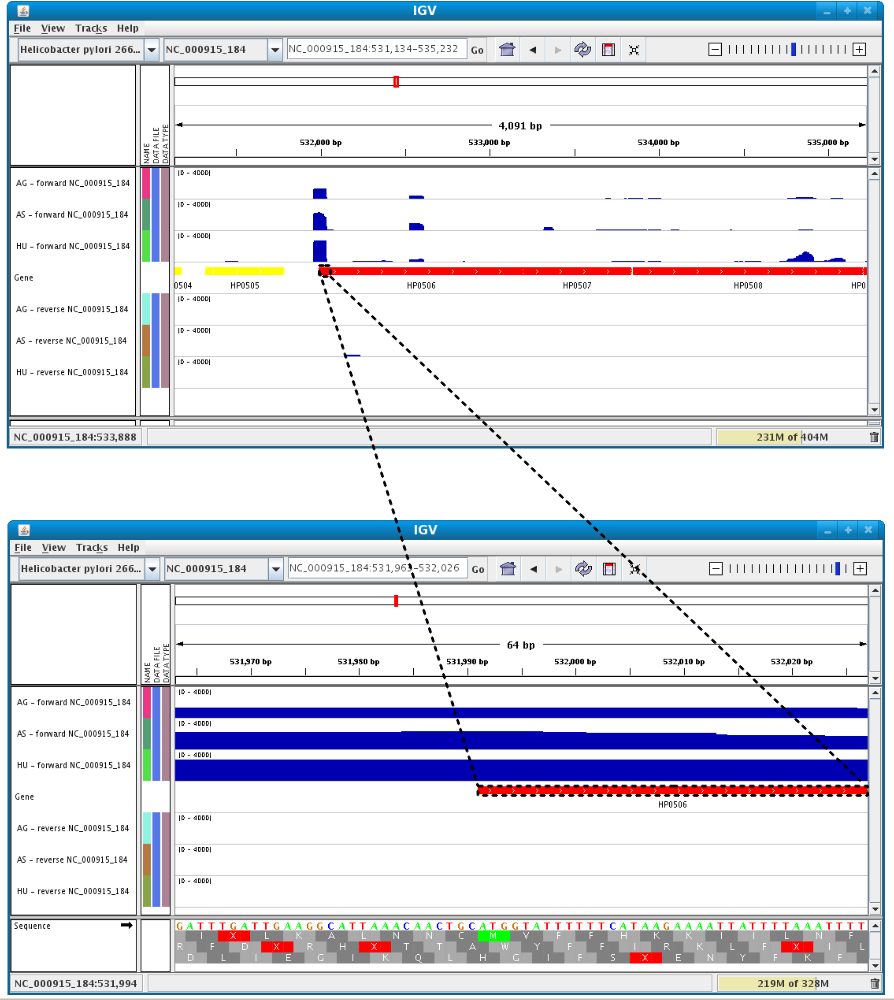 IGV
File View Tracks Help
Helicobacter pylori 266... NC_000915_184 NC_000915_184:531,134-535,232 Go
4,091 bp
532,000 bp 533,000 bp 534,000 bp 535,000 bp
NAME DATA FILE DATA TYPE
AG - forward NC_000915_184 [0 - 4000]
AS - forward NC_000915_184 [0 - 4000]
HU - forward NC_000915_184 [0 - 4000]
Gene
0504 HP0505 HP0506 HP0507 HP0508 HP0
AG - reverse NC_000915_184 [0 - 4000]
AS - reverse NC_000915_184 [0 - 4000]
HU - reverse NC_000915_184 [0 - 4000]
NC_000915_184:533,888 231M of 404M
IGV
File View Tracks Help
Helicobacter pylori 266... NC_000915_184 NC_000915_184:531,963-532,026 Go
64 bp
531,970 bp 531,980 bp 531,990 bp 532,000 bp 532,010 bp 532,020 bp
NAME DATA FILE DATA TYPE
AG - forward NC_000915_184 [0 - 4000]
AS - forward NC_000915_184 [0 - 4000]
HU - forward NC_000915_184 [0 - 4000]
Gene
HP0506
AG - reverse NC_000915_184 [0 - 4000]
AS - reverse NC_000915_184 [0 - 4000]
HU - reverse NC_000915_184 [0 - 4000]
Sequence GATTTGATTGAAGGCATTAAACAACTGCATGGTATTTTTTCATAAGAAAATTATTTTAAATTTT
I X L K A L N N C M V F F H K K I I L N F
R F D X R H X T T A W Y F F I R K L F X I L
D L I E G I K Q L H G I F S X E N Y F K F
NC_000915_184:531,994 219M of 328M